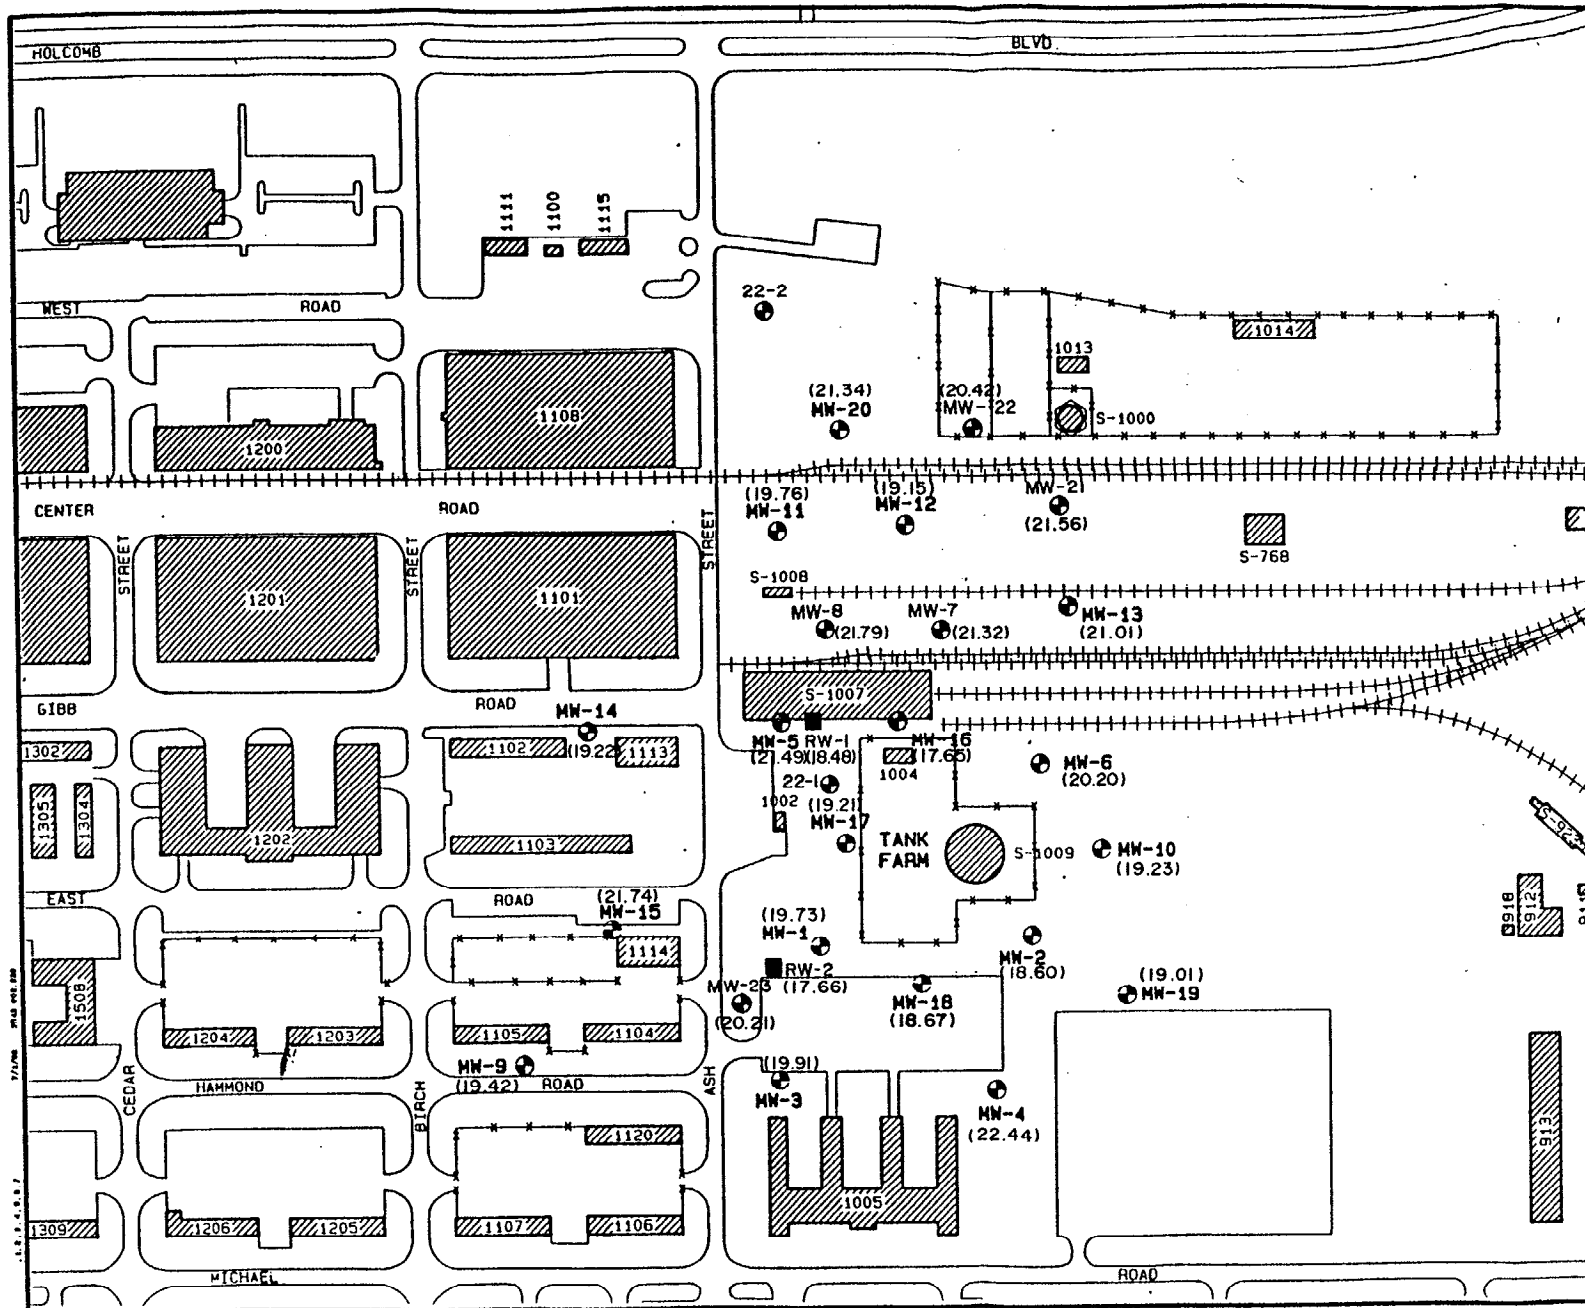 HOLCOMB BLVD
1111
1100
1115
WEST ROAD
22-2
1014
1013
(21.34)
MW-20
(20.42)
MW-22
S-1000
1108
1200
(19.76)
MW-11
(19.15)
MW-12
MW-21
(21.56)
CENTER ROAD
STREET
STREET
STREET
S-768
S-1008
1201
1101
MW-8
(21.79)
MW-7
(21.32)
MW-13
(21.01)
S-1007
GIBB ROAD
MW-14
(19.22)
1302
1102
1113
MW-5
(21.49)
RW-1
(18.48)
MW-16
(17.65)
1004
MW-6
(20.20)
22-1
(19.21)
MW-17
1002
1305
1304
1202
1103
TANK
FARM
S-1009
MW-10
(19.23)
S-923
EAST ROAD
(21.74)
MW-15
1114
(19.73)
MW-1
MW-2
(18.60)
918
912
RW-2
(17.66)
MW-23
(20.21)
MW-18
(18.67)
(19.01)
MW-19
1508
1204
1203
1105
1104
MW-9
(19.42)
HAMMOND ROAD
CEDAR
BIRCH
ASH
(19.91)
MW-3
MW-4
(22.44)
913
1120
1005
1309
1206
1205
1107
1106
MICHAEL ROAD